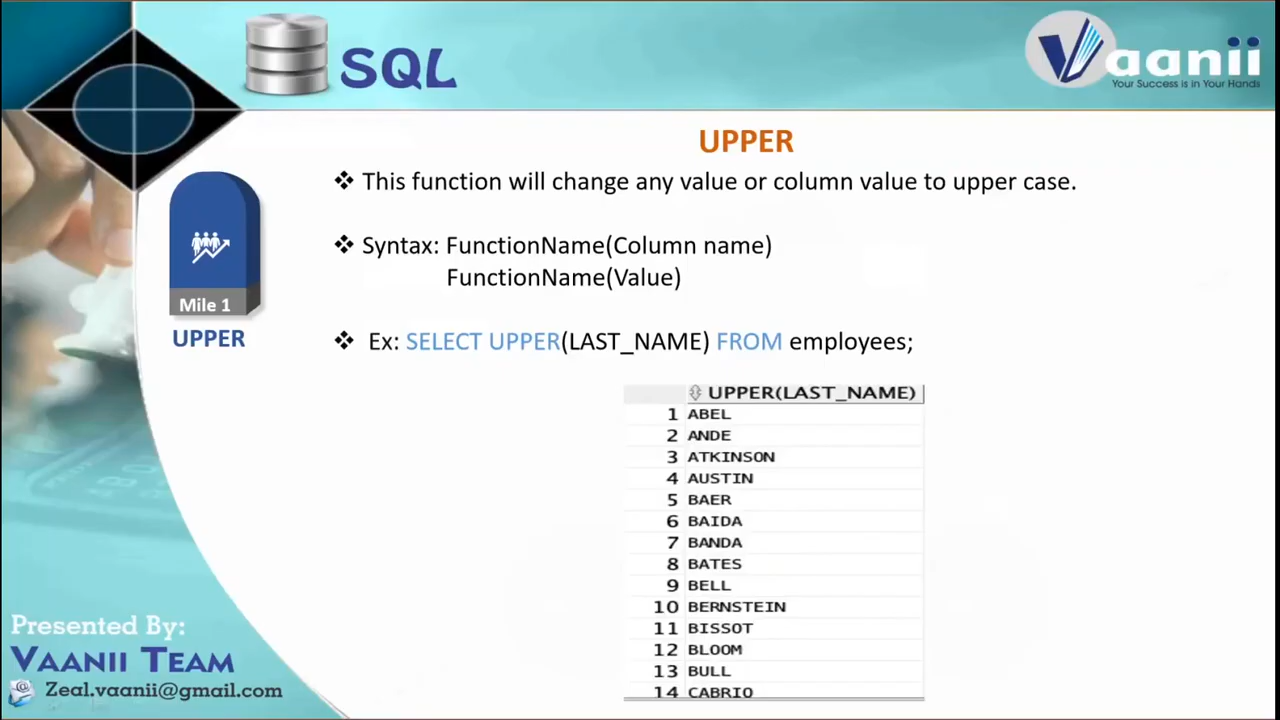 SQL
Vaanii
Your Success is in Your Hands
UPPER
❖ This function will change any value or column value to upper case.
❖ Syntax: FunctionName(Column name)
FunctionName(Value)
❖ Ex: SELECT UPPER(LAST_NAME) FROM employees;
Mile 1
UPPER
UPPER(LAST_NAME)
1 ABEL
2 ANDE
3 ATKINSON
4 AUSTIN
5 BAER
6 BAIDA
7 BANDA
8 BATES
9 BELL
10 BERNSTEIN
11 BISSOT
12 BLOOM
13 BULL
14 CABRIO
Presented By:
VAANII TEAM
Zeal.vaanii@gmail.com